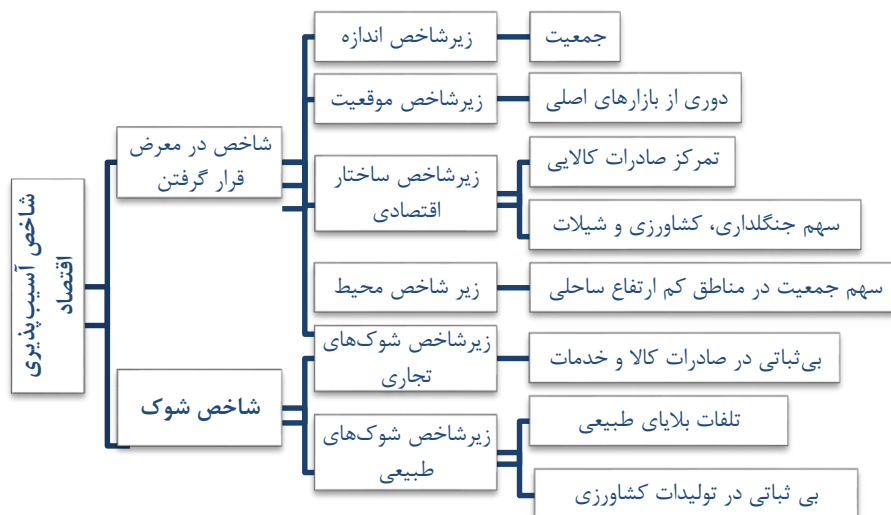 شاخص آسیب‌پذیری
اقتصاد
شاخص در معرض
قرار گرفتن
زیرشاخص اندازه
جمعیت
زیرشاخص موقعیت
دوری از بازارهای اصلی
زیرشاخص ساختار
اقتصادی
تمرکز صادرات کالایی
سهم جنگلداری، کشاورزی و شیلات
زیر شاخص محیط
سهم جمعیت در مناطق کم ارتفاع ساحلی
شاخص شوک
زیرشاخص شوک‌های
تجاری
بی‌ثباتی در صادرات کالا و خدمات
زیرشاخص شوک‌های
طبیعی
تلفات بلایای طبیعی
بی ثباتی در تولیدات کشاورزی